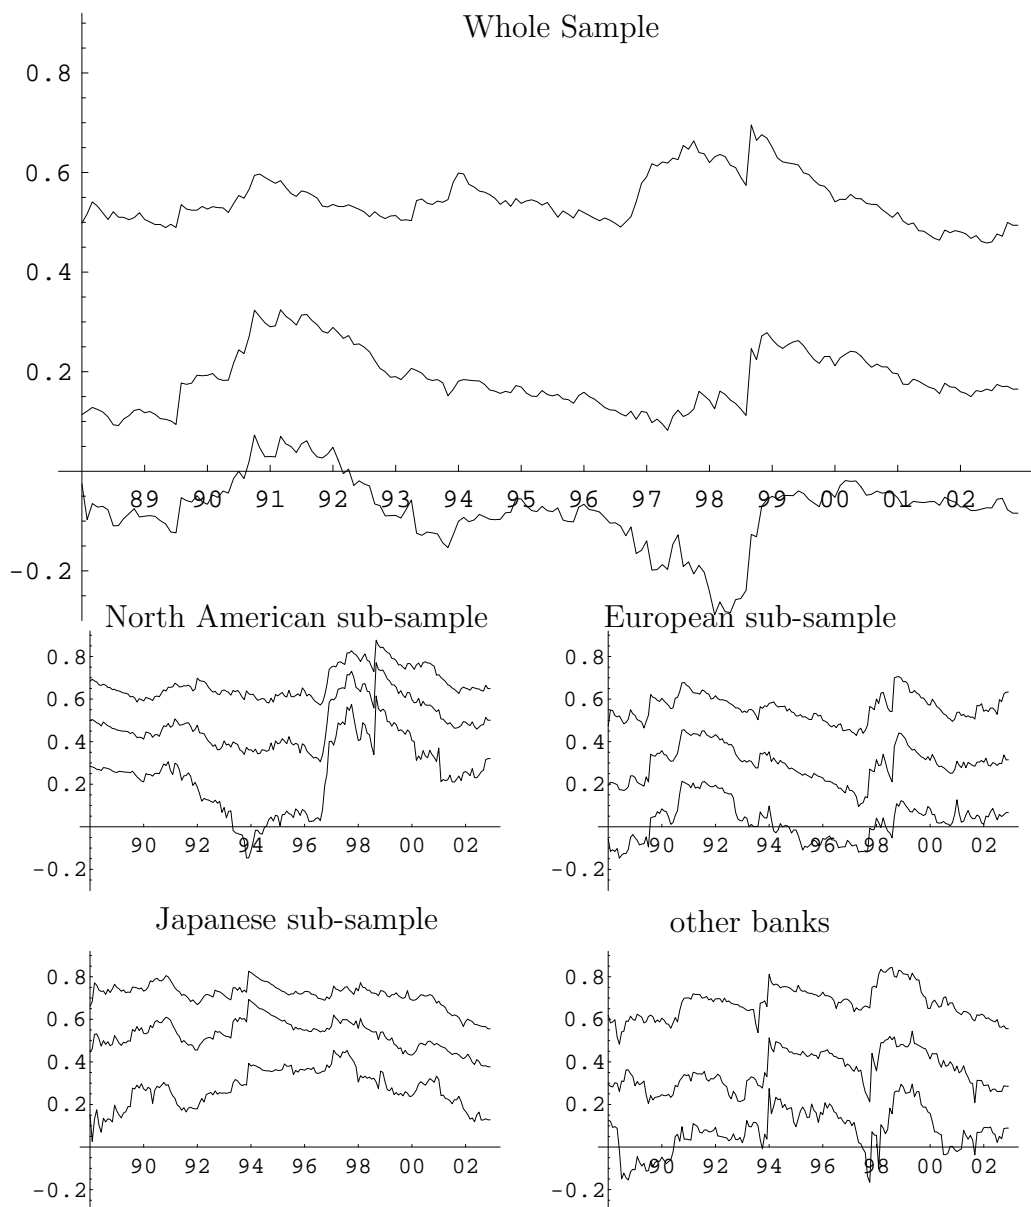 Whole Sample
0.8
0.6
0.4
0.2
89 90 91 92 93 94 95 96 97 98 99 00 01 02
-0.2
North American sub-sample
0.8
0.6
0.4
0.2
90 92 94 96 98 00 02
-0.2
European sub-sample
0.8
0.6
0.4
0.2
90 92 94 96 98 00 02
-0.2
Japanese sub-sample
0.8
0.6
0.4
0.2
90 92 94 96 98 00 02
-0.2
other banks
0.8
0.6
0.4
0.2
90 92 94 96 98 00 02
-0.2